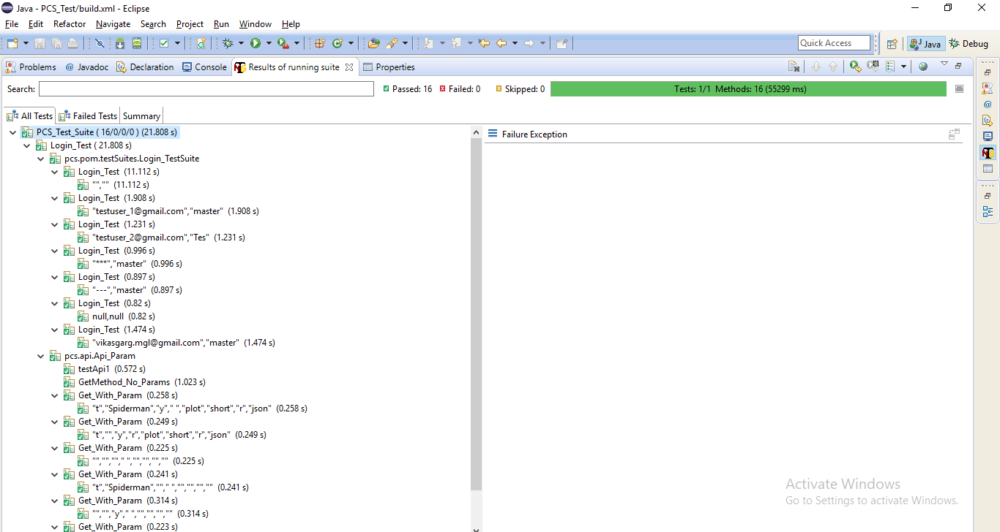 Java - PCS_Test/build.xml - Eclipse
File Edit Refactor Navigate Search Project Run Window Help
Quick Access Java Debug
Problems @ Javadoc Declaration Console Results of running suite Properties
Search: Passed: 16 Failed: 0 Skipped: 0 Tests: 1/1 Methods: 16 (55299 ms)
All Tests Failed Tests Summary
PCS_Test_Suite ( 16/0/0/0 ) (21.808 s)
Failure Exception
Login_Test ( 21.808 s)
pcs.pom.testSuites.Login_TestSuite
Login_Test (11.112 s)
"","" (11.112 s)
Login_Test (1.908 s)
"testuser_1@gmail.com","master" (1.908 s)
Login_Test (1.231 s)
"testuser_2@gmail.com","Tes" (1.231 s)
Login_Test (0.996 s)
"***","master" (0.996 s)
Login_Test (0.897 s)
"---","master" (0.897 s)
Login_Test (0.82 s)
null,null (0.82 s)
Login_Test (1.474 s)
"vikasgarg.mgl@gmail.com","master" (1.474 s)
pcs.api.Api_Param
testApi1 (0.572 s)
GetMethod_No_Params (1.023 s)
Get_With_Param (0.258 s)
"t","Spiderman","y"," ","plot","short","r","json" (0.258 s)
Get_With_Param (0.249 s)
"t","","y","r","plot","short","r","json" (0.249 s)
Get_With_Param (0.225 s)
"","",""," ","","","","" (0.225 s)
Get_With_Param (0.241 s)
"t","Spiderman",""," ","","","","" (0.241 s)
Get_With_Param (0.314 s)
"","","y"," ","","","","" (0.314 s)
Get_With_Param (0.223 s)
Activate Windows
Go to Settings to activate Windows.